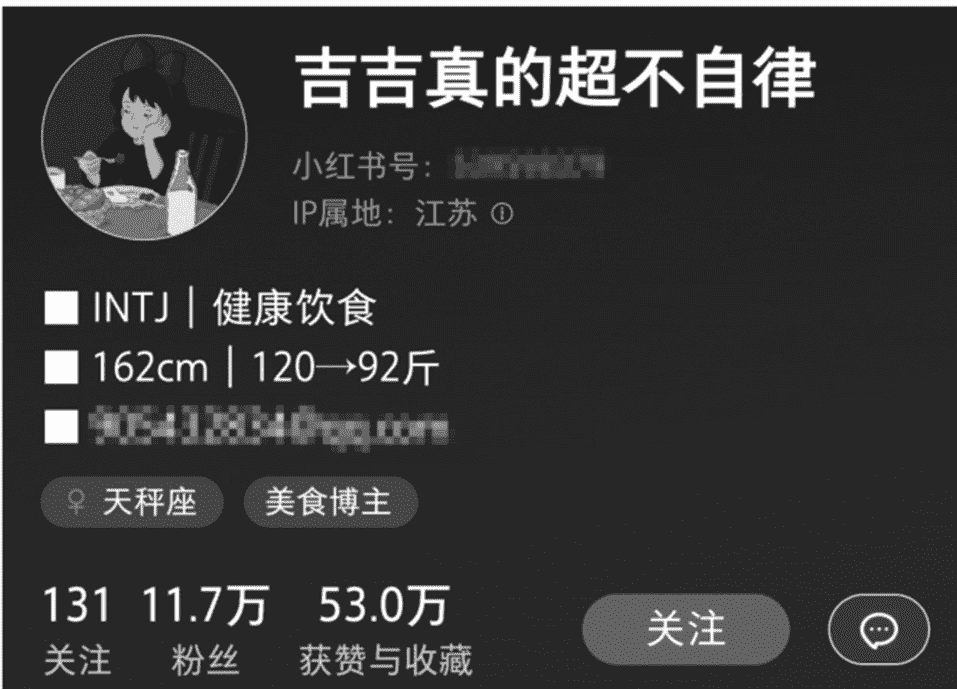 吉吉真的超不自律
小红书号：
IP属地：江苏
INTJ｜健康饮食
162cm｜120→92斤
♀ 天秤座 美食博主
131 11.7万 53.0万
关注 粉丝 获赞与收藏
关注